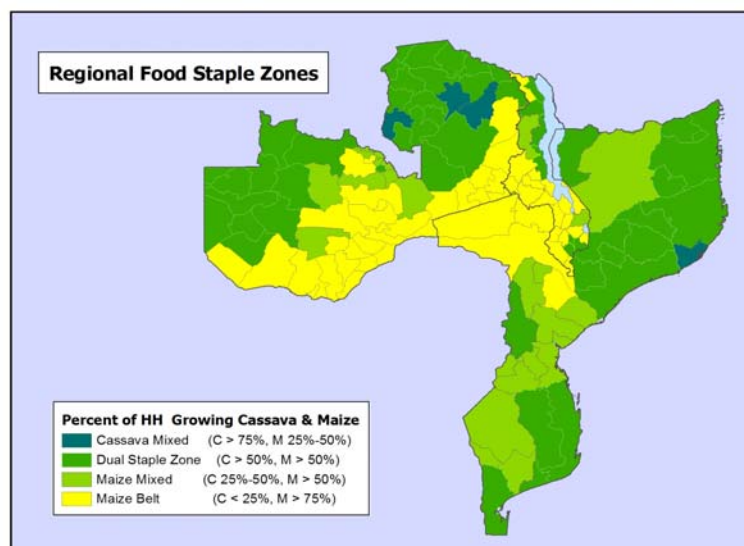 Regional Food Staple Zones
Percent of HH Growing Cassava & Maize
Cassava Mixed (C > 75%, M 25%-50%)
Dual Staple Zone (C > 50%, M > 50%)
Maize Mixed (C 25%-50%, M > 50%)
Maize Belt (C < 25%, M > 75%)